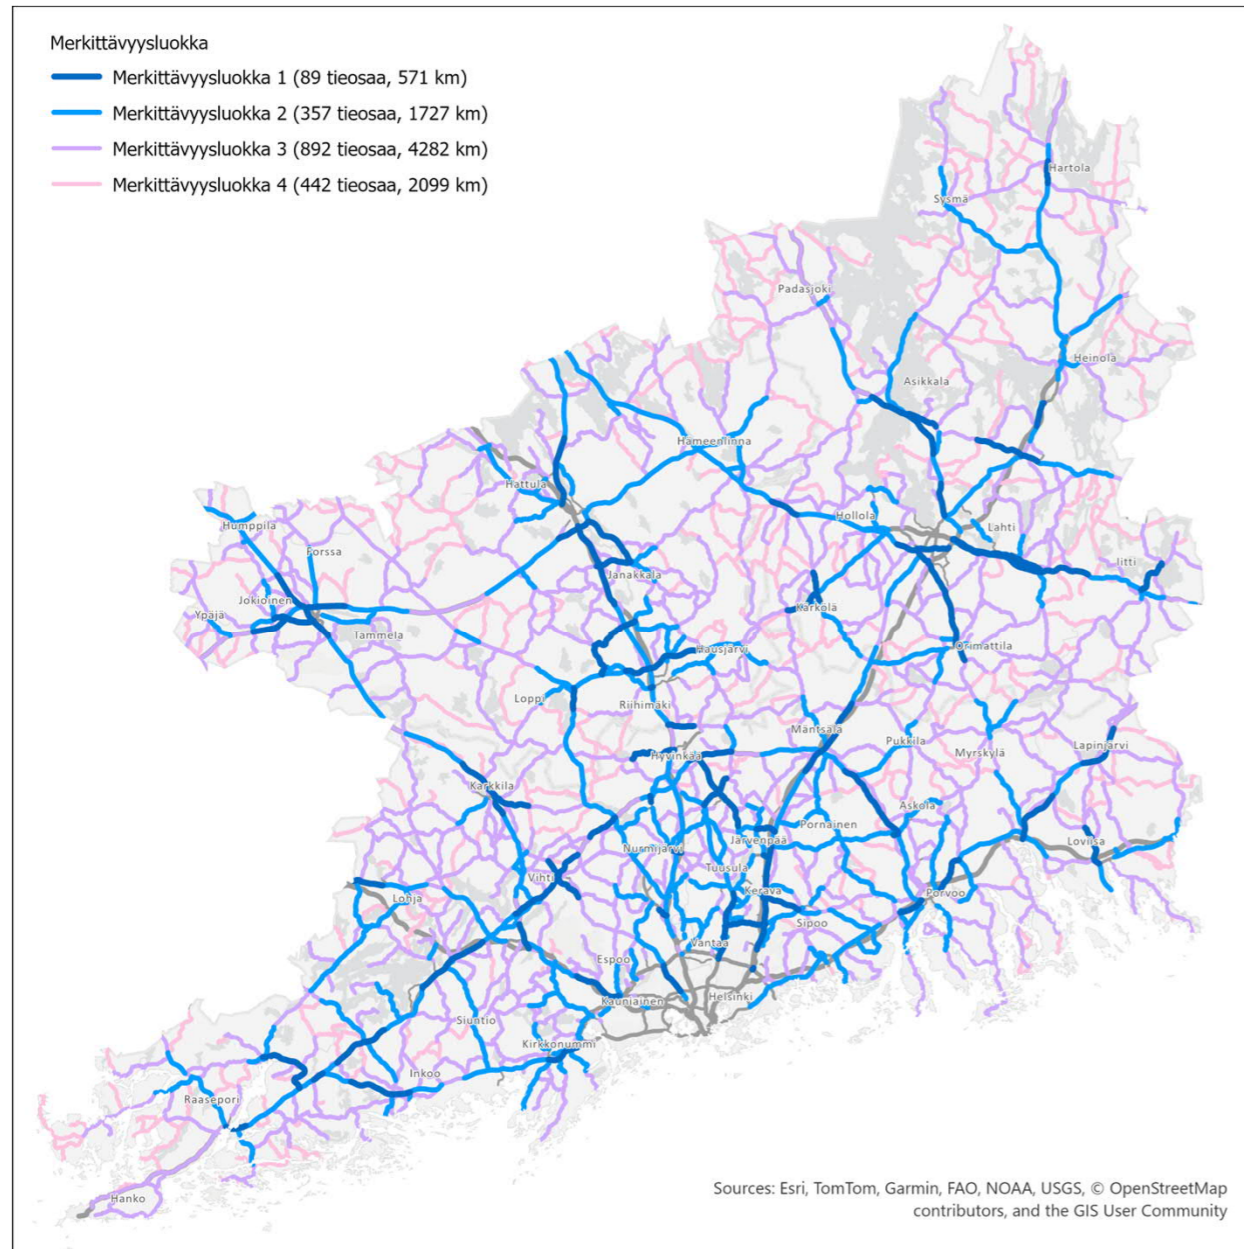 Merkittävyysluokka
Merkittävyysluokka 1 (89 tieosaa, 571 km)
Merkittävyysluokka 2 (357 tieosaa, 1727 km)
Merkittävyysluokka 3 (892 tieosaa, 4282 km)
Merkittävyysluokka 4 (442 tieosaa, 2099 km)
Hartola
Sysmä
Padasjoki
Heinola
Asikkala
Hämeenlinna
Hattula
Hollola
Humppila
Lahti
Forssa
Iitti
Janakkala
Jokioinen
Kärkölä
Ypäjä
Tammela
Orimattila
Hausjärvi
Loppi
Riihimäki
Mäntsälä
Pukkila
Lapinjärvi
Myrskylä
Hyvinkää
Karkkila
Askola
Pornainen
Järvenpää
Loviisa
Nurmijärvi
Tuusula
Vihti
Kerava
Porvoo
Lohja
Sipoo
Vantaa
Espoo
Helsinki
Kauniainen
Siuntio
Kirkkonummi
Inkoo
Raasepori
Hanko
Sources: Esri, TomTom, Garmin, FAO, NOAA, USGS, © OpenStreetMap
contributors, and the GIS User Community